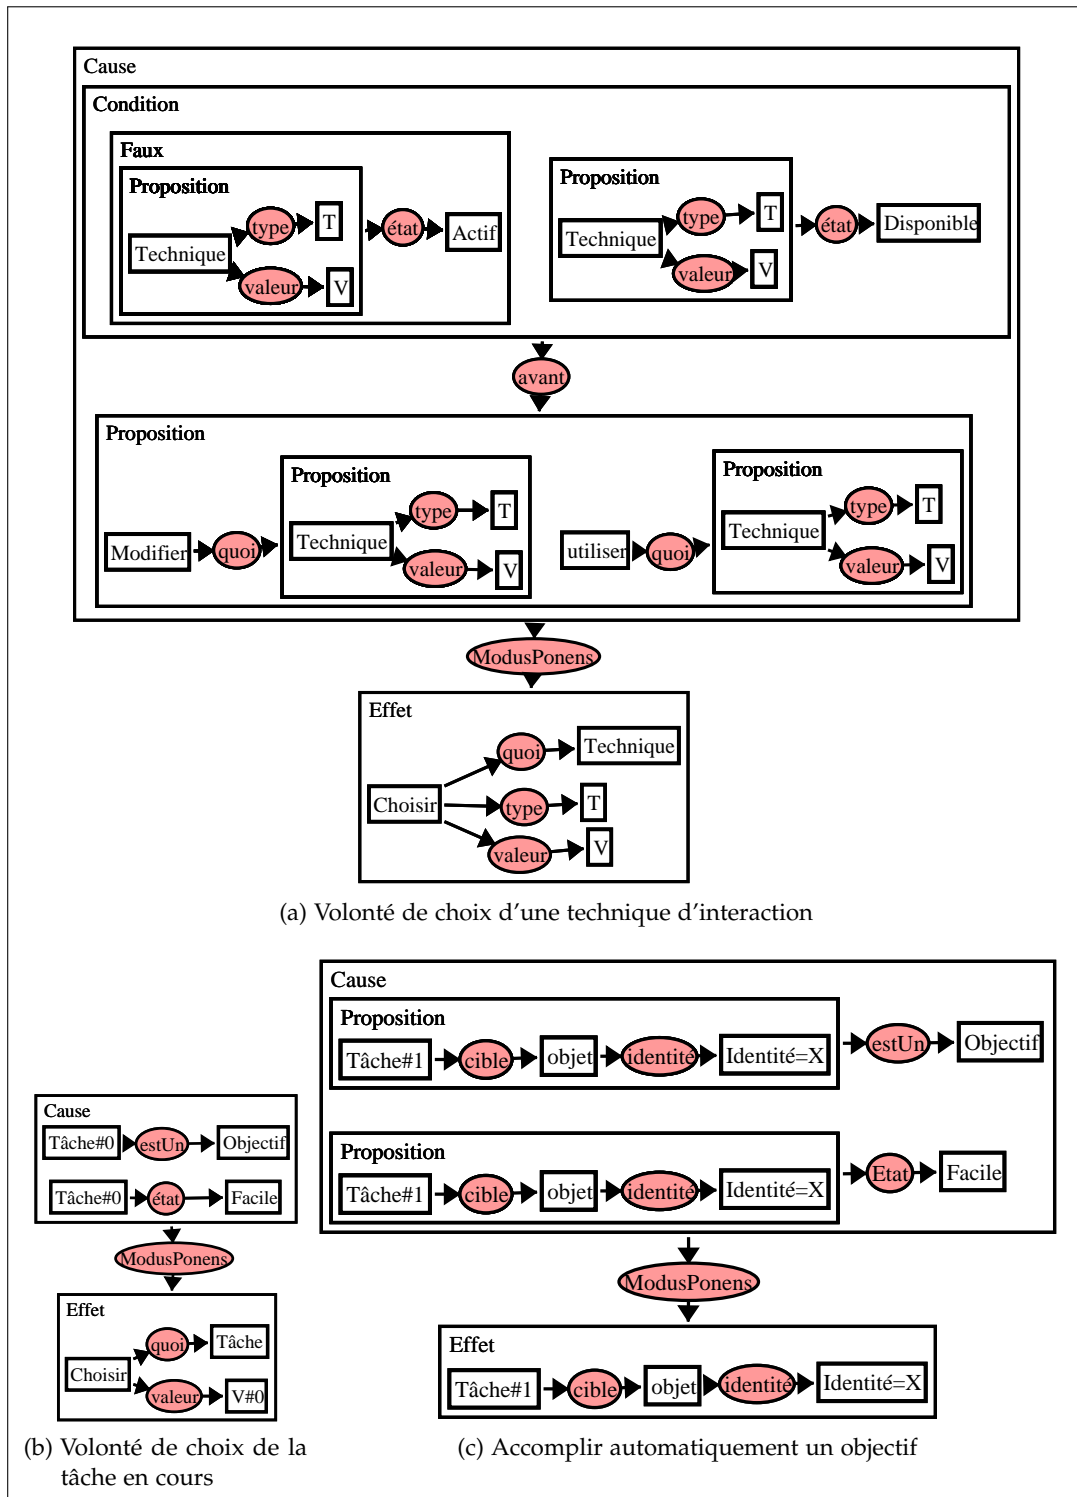 Cause
Condition
Faux
Proposition
Technique type T
valeur V
état Actif
Proposition
Technique type T
valeur V
état Disponible
avant
Proposition
Modifier quoi
Proposition
Technique type T
valeur V
utiliser quoi
Proposition
Technique type T
valeur V
ModusPonens
Effet
Choisir
quoi Technique
type T
valeur V
(a) Volonté de choix d'une technique d'interaction
Cause
Tâche#0 estUn Objectif
Tâche#0 état Facile
ModusPonens
Effet
Choisir
quoi Tâche
valeur V#0
(b) Volonté de choix de la
tâche en cours
Cause
Proposition
Tâche#1 cible objet identité Identité=X
estUn Objectif
Proposition
Tâche#1 cible objet identité Identité=X
Etat Facile
ModusPonens
Effet
Tâche#1 cible objet identité Identité=X
(c) Accomplir automatiquement un objectif